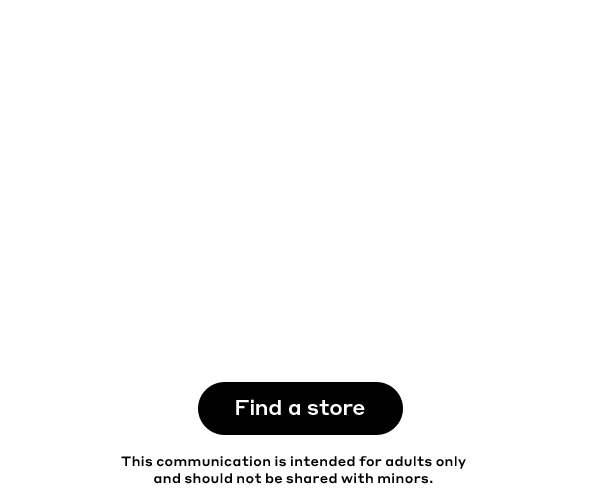 Find a store
This communication is intended for adults only
and should not be shared with minors.